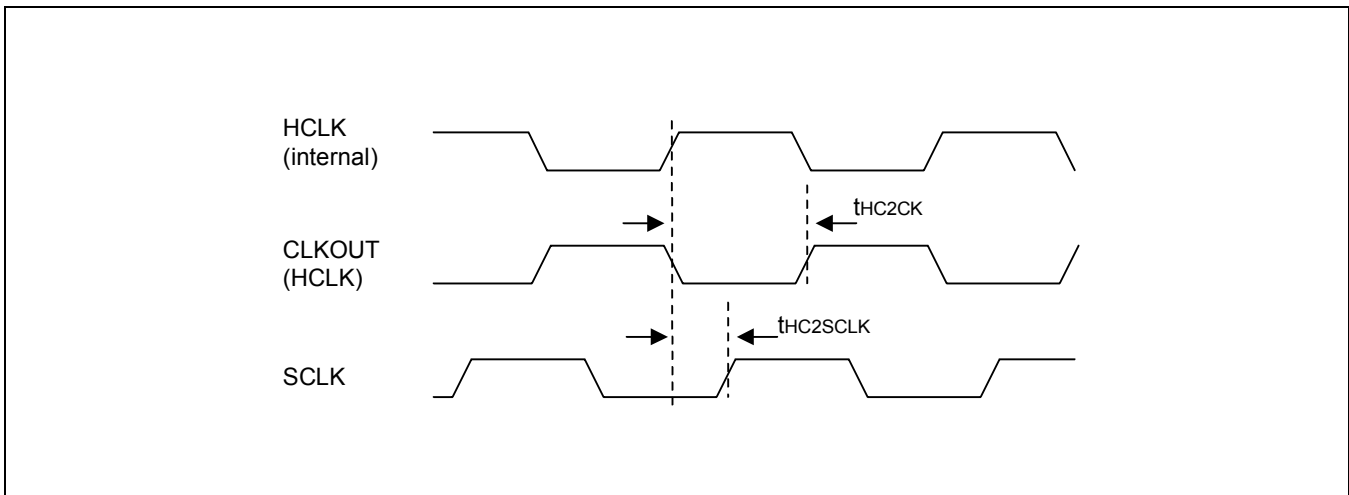 HCLK
(internal)
tHC2CK
CLKOUT
(HCLK)
tHC2SCLK
SCLK